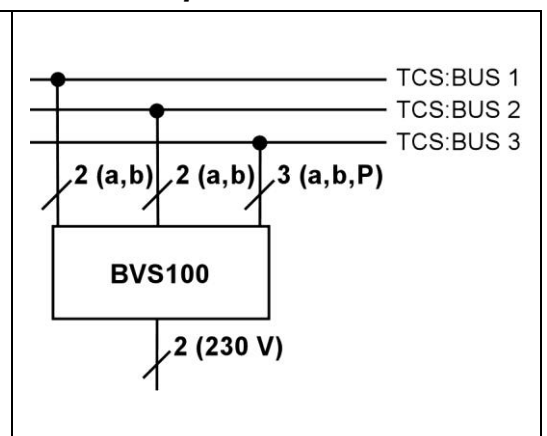 TCS:BUS 1
TCS:BUS 2
TCS:BUS 3
2 (a,b) 2 (a,b) 3 (a,b,P)
BVS100
2 (230 V)